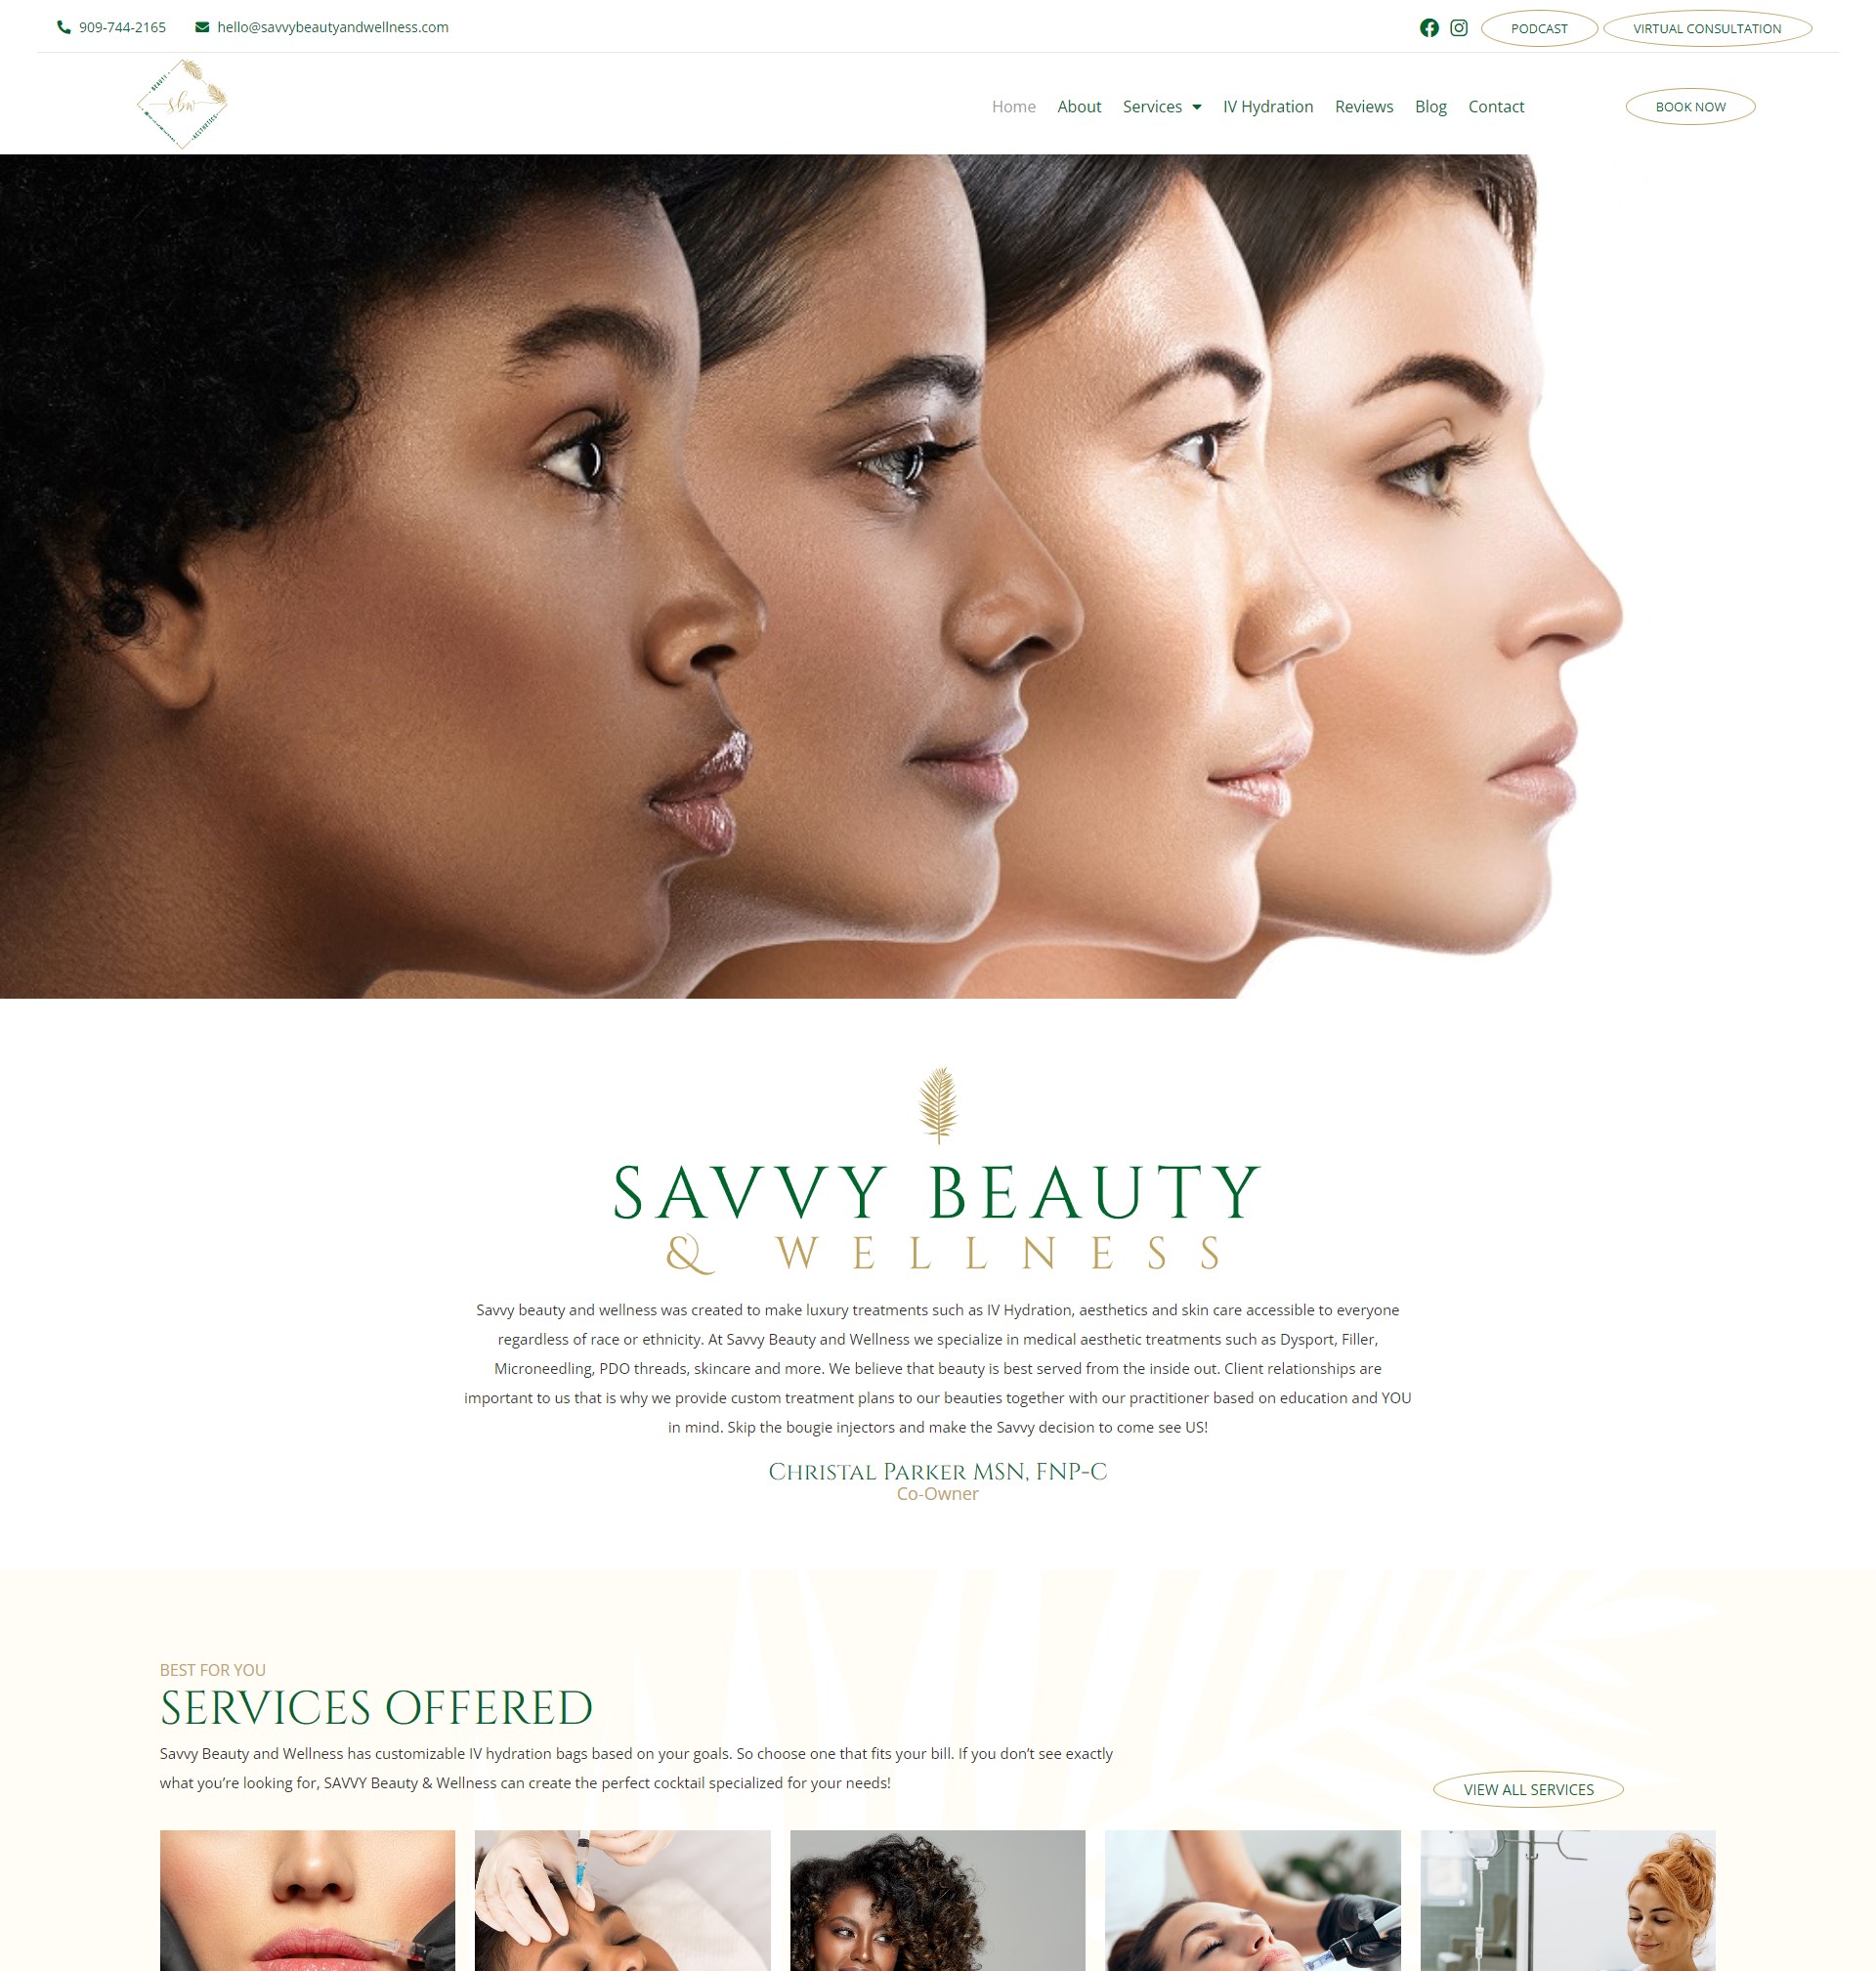 909-744-2165
hello@savvybeautyandwellness.com
PODCAST
VIRTUAL CONSULTATION
BEAUTY
sbw
AESTHETICS
Home
About
Services
IV Hydration
Reviews
Blog
Contact
BOOK NOW
SAVVY BEAUTY
& WELLNESS
Savvy beauty and wellness was created to make luxury treatments such as IV Hydration, aesthetics and skin care accessible to everyone
regardless of race or ethnicity. At Savvy Beauty and Wellness we specialize in medical aesthetic treatments such as Dysport, Filler,
Microneedling, PDO threads, skincare and more. We believe that beauty is best served from the inside out. Client relationships are
important to us that is why we provide custom treatment plans to our beauties together with our practitioner based on education and YOU
in mind. Skip the bougie injectors and make the Savvy decision to come see US!
Christal Parker MSN, FNP-C
Co-Owner
BEST FOR YOU
SERVICES OFFERED
Savvy Beauty and Wellness has customizable IV hydration bags based on your goals. So choose one that fits your bill. If you don’t see exactly
what you’re looking for, SAVVY Beauty & Wellness can create the perfect cocktail specialized for your needs!
VIEW ALL SERVICES